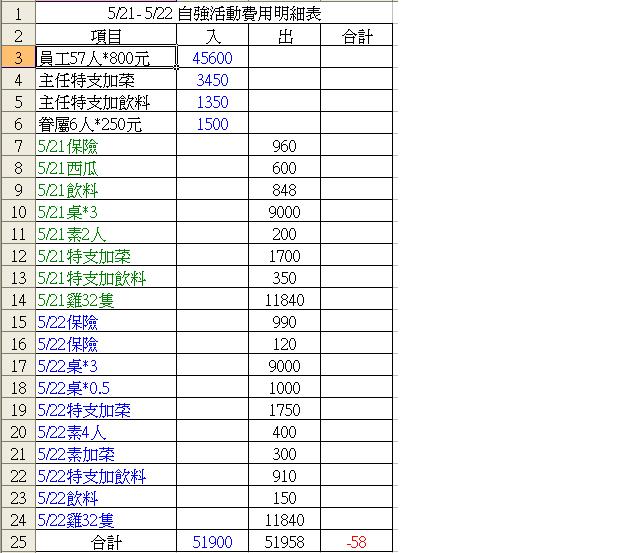 1 5/21-5/22 自強活動費用明細表
2 項目 入 出 合計
3 員工57人*800元 45600
4 主任特支加菜 3450
5 主任特支加飲料 1350
6 眷屬6人*250元 1500
7 5/21保險 960
8 5/21西瓜 600
9 5/21飲料 848
10 5/21桌*3 9000
11 5/21素2人 200
12 5/21特支加菜 1700
13 5/21特支加飲料 350
14 5/21雞32隻 11840
15 5/22保險 990
16 5/22保險 120
17 5/22桌*3 9000
18 5/22桌*0.5 1000
19 5/22特支加菜 1750
20 5/22素4人 400
21 5/22素加菜 300
22 5/22特支加飲料 910
23 5/22飲料 150
24 5/22雞32隻 11840
25 合計 51900 51958 -58